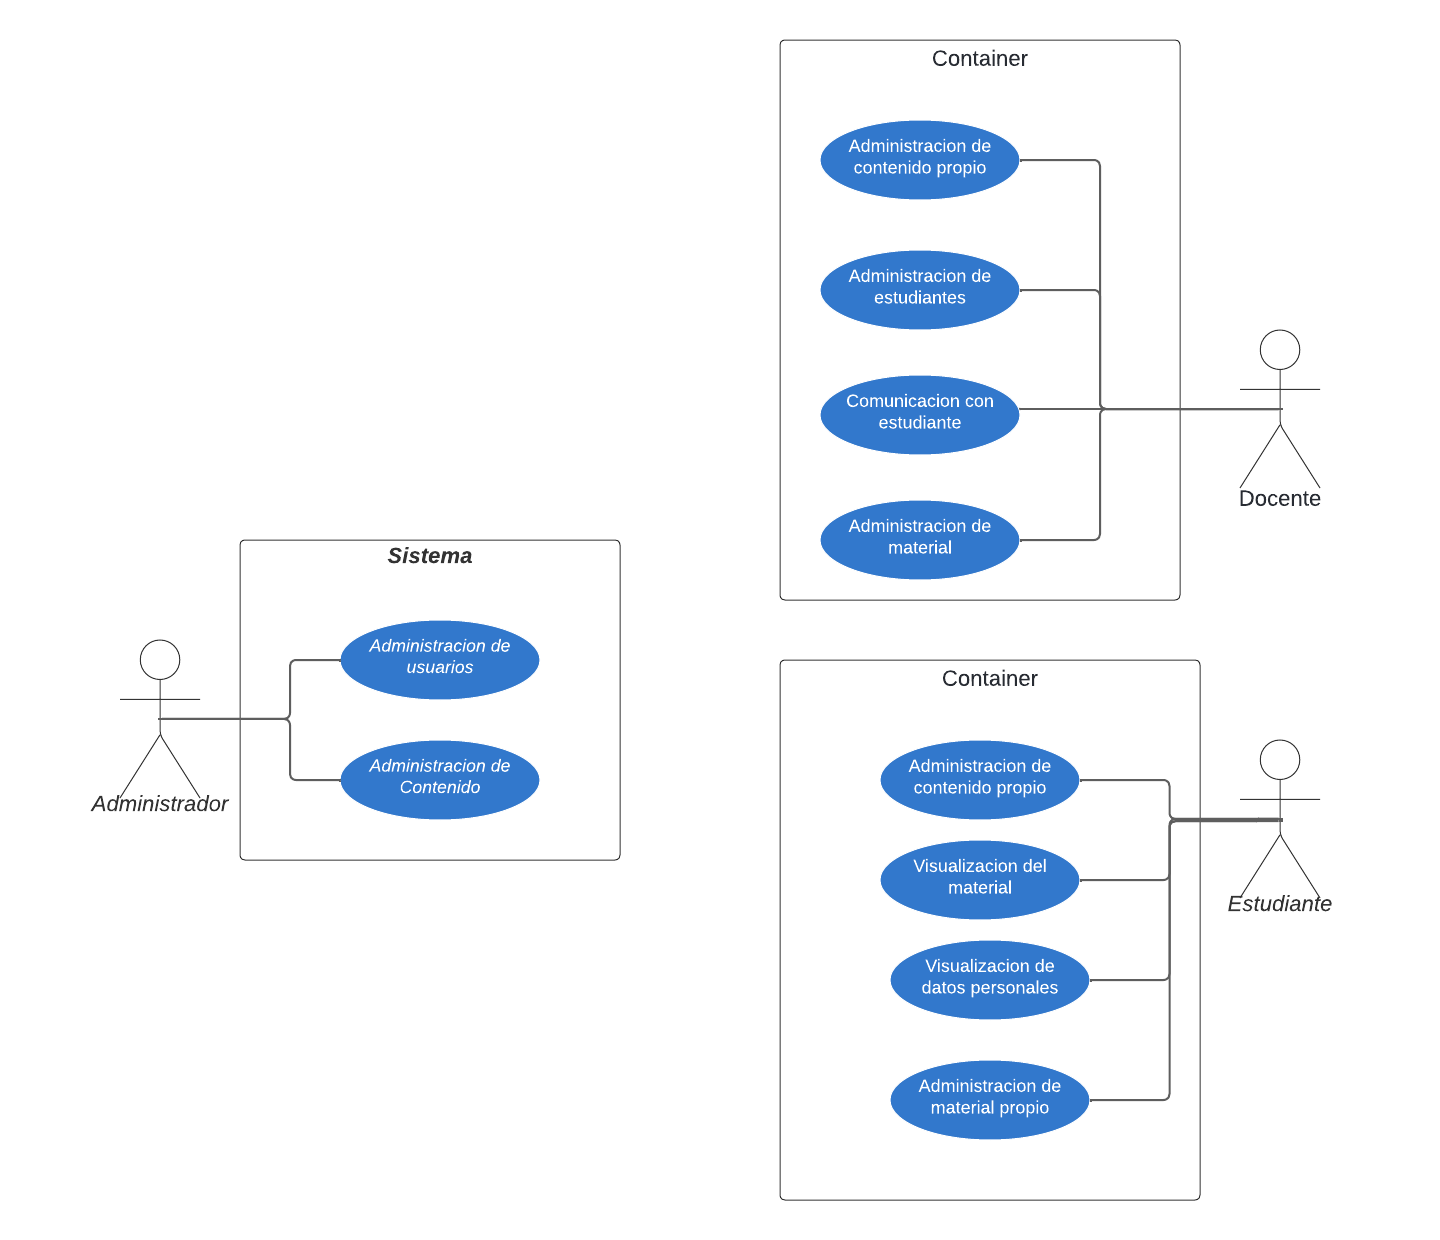 Container
Administracion de
contenido propio
Administracion de
estudiantes
Comunicacion con
estudiante
Administracion de
material
Docente
Sistema
Administracion de
usuarios
Administracion de
Contenido
Administrador
Container
Administracion de
contenido propio
Visualizacion del
material
Visualizacion de
datos personales
Administracion de
material propio
Estudiante